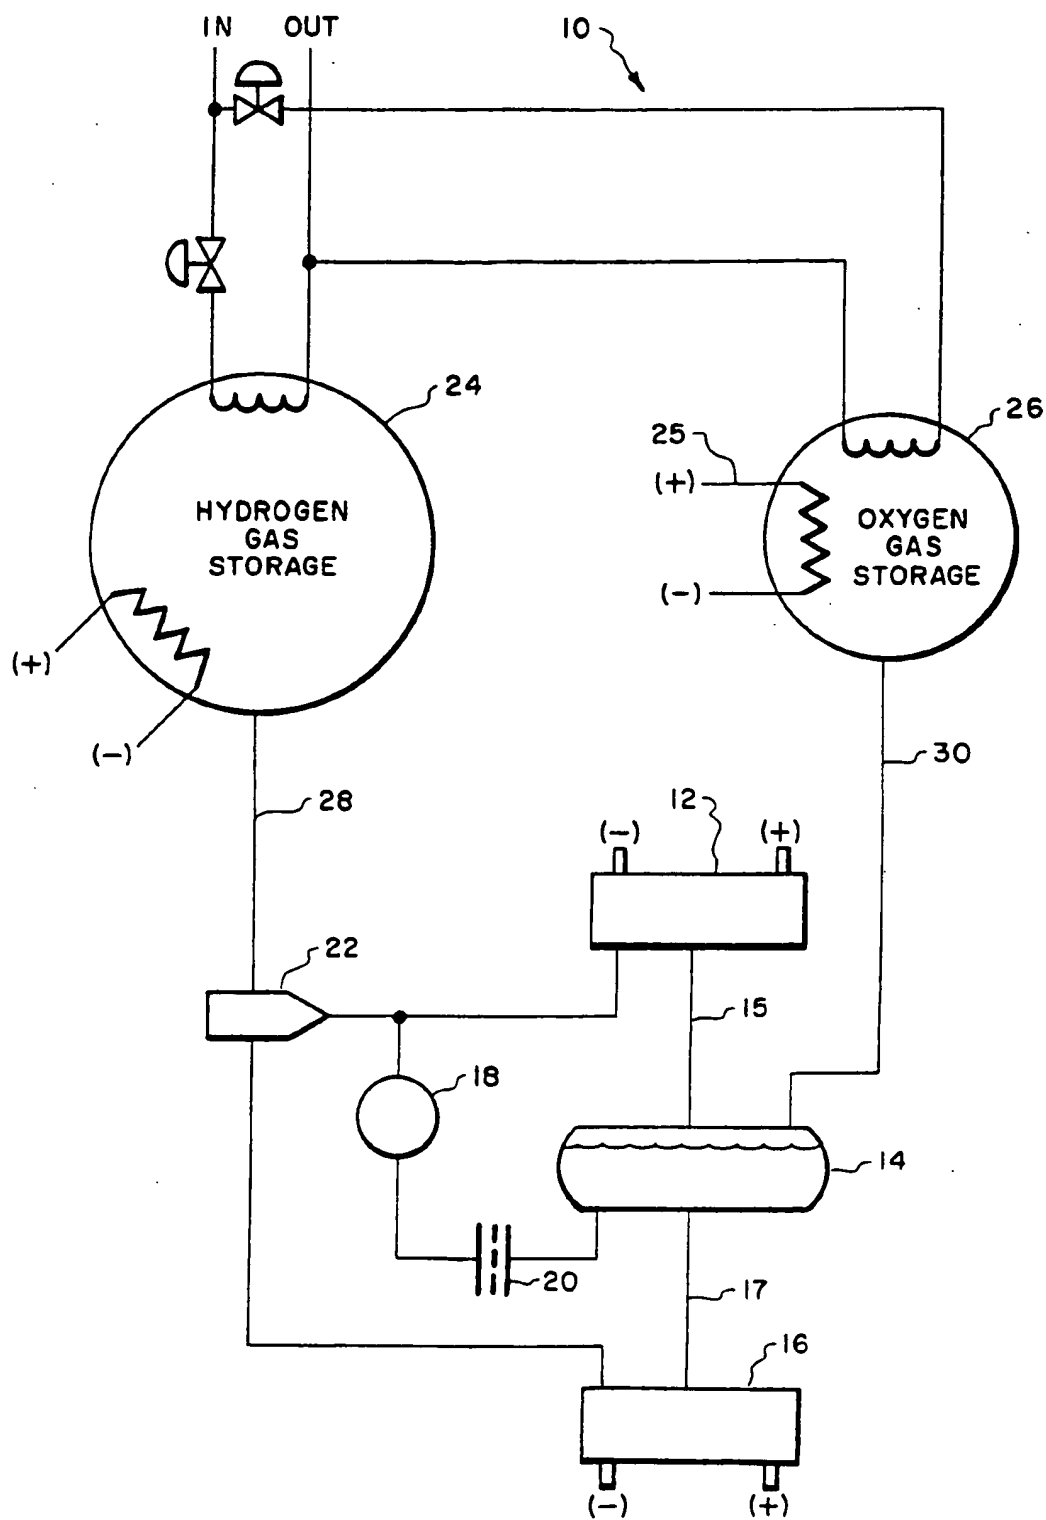 IN OUT 10
24
26
25
(+)
HYDROGEN
GAS
STORAGE
OXYGEN
GAS
STORAGE
(-)
(+)
(-)
30
28
12
(-) (+)
22
15
18
14
20
17
16
(-) (+)